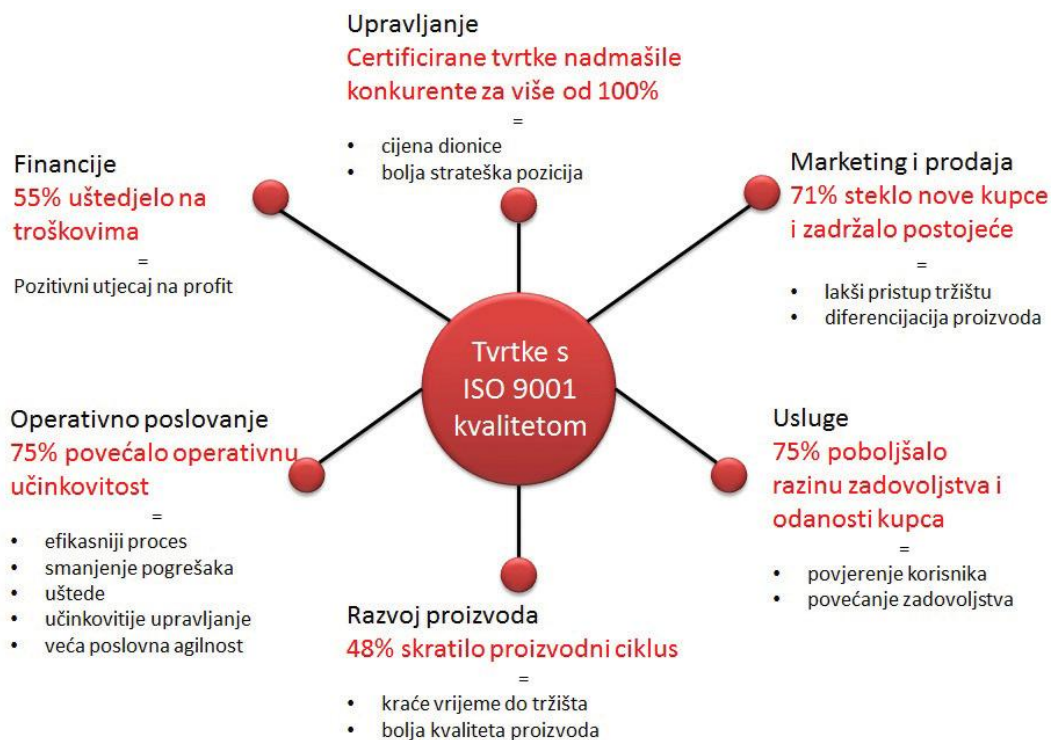 Upravljanje
Certificirane tvrtke nadmašile
konkurente za više od 100%
=
• cijena dionice
• bolja strateška pozicija
Financije
55% uštedjelo na
troškovima
=
Pozitivni utjecaj na profit
Marketing i prodaja
71% steklo nove kupce
i zadržalo postojeće
=
• lakši pristup tržištu
• diferencijacija proizvoda
Tvrtke s
ISO 9001
kvalitetom
Operativno poslovanje
75% povećalo operativnu
učinkovitost
=
• efikasniji proces
• smanjenje pogrešaka
• uštede
• učinkovitije upravljanje
• veća poslovna agilnost
Usluge
75% poboljšalo
razinu zadovoljstva i
odanosti kupca
=
• povjerenje korisnika
• povećanje zadovoljstva
Razvoj proizvoda
48% skratilo proizvodni ciklus
=
• kraće vrijeme do tržišta
• bolja kvaliteta proizvoda